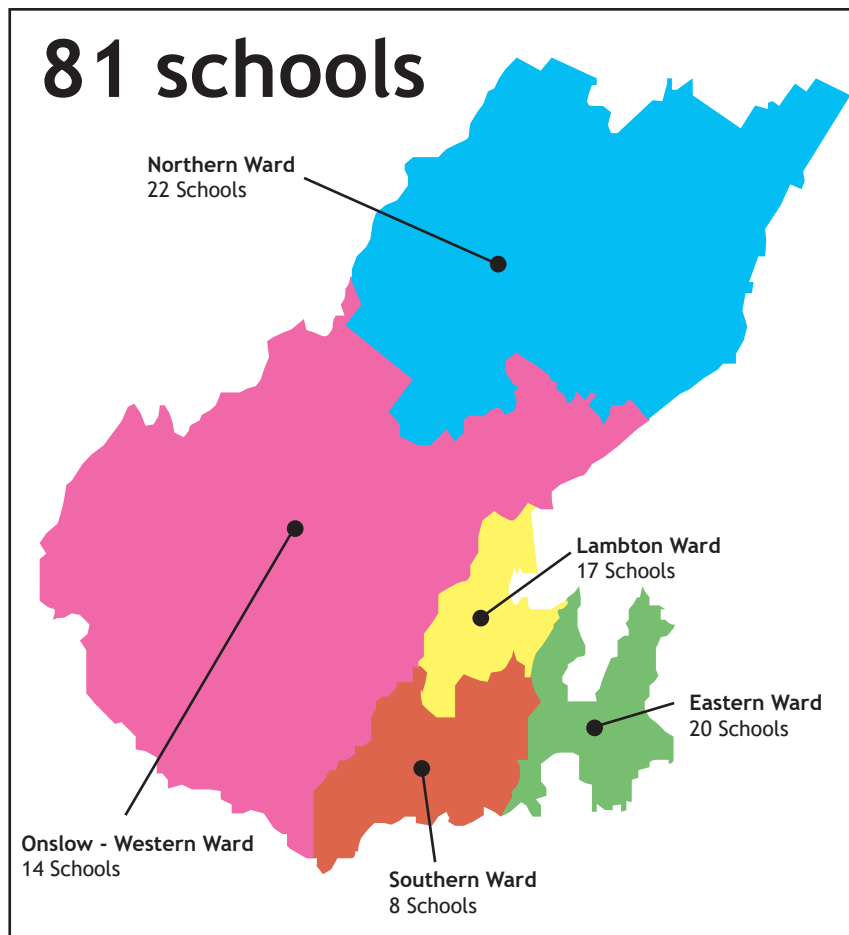 81 schools
Northern Ward
22 Schools
Lambton Ward
17 Schools
Eastern Ward
20 Schools
Onslow - Western Ward
14 Schools
Southern Ward
8 Schools